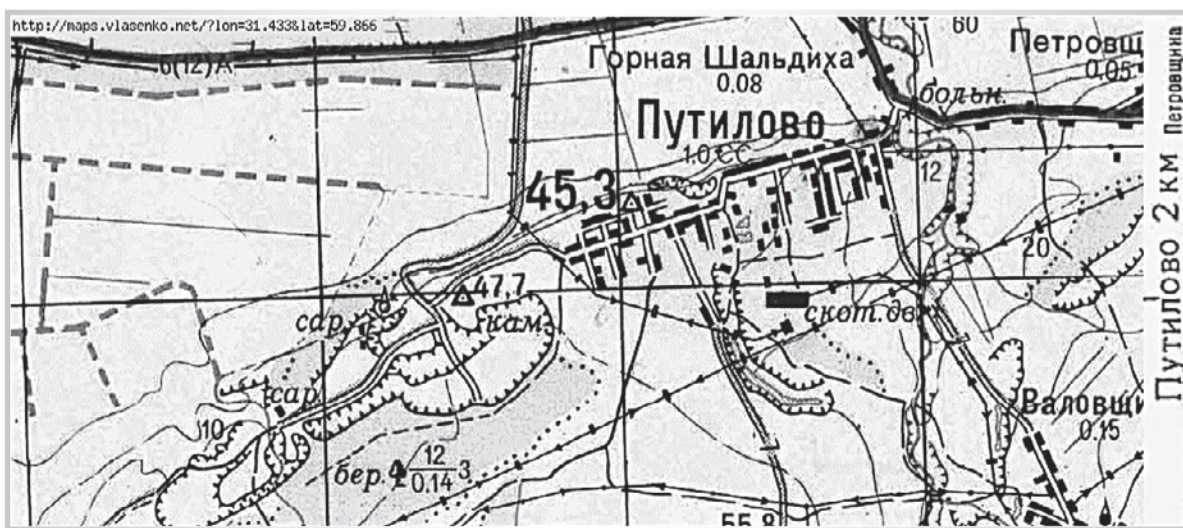 http://maps.vlasenko.net/?lon=31.433&lat=59.866
60
6(12)А
Горная Шальдиха
0.08
Петровщ
0.05
больн.
Путилово
1.0 СС
12
45,3
20
47,7
сар.
кам.
скот. дв.
сар.
10
Валовщи
0.15
бер.
12
0.14
3
55,8
Путилово 2 км Петровщина